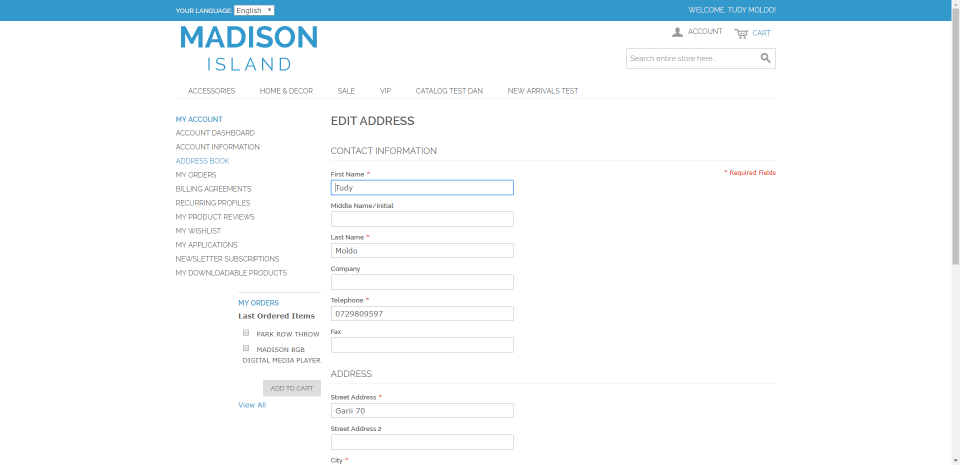 YOUR LANGUAGE: English
WELCOME, TUDY MOLDO!
MADISON
ISLAND
ACCOUNT
CART
Search entire store here...
ACCESSORIES
HOME & DECOR
SALE
VIP
CATALOG TEST DAN
NEW ARRIVALS TEST
MY ACCOUNT
ACCOUNT DASHBOARD
ACCOUNT INFORMATION
ADDRESS BOOK
MY ORDERS
BILLING AGREEMENTS
RECURRING PROFILES
MY PRODUCT REVIEWS
MY WISHLIST
MY APPLICATIONS
NEWSLETTER SUBSCRIPTIONS
MY DOWNLOADABLE PRODUCTS
MY ORDERS
Last Ordered Items
PARK ROW THROW
MADISON 8GB
DIGITAL MEDIA PLAYER
ADD TO CART
View All
EDIT ADDRESS
CONTACT INFORMATION
* Required Fields
First Name *
Tudy
Middle Name/Initial
Last Name *
Moldo
Company
Telephone *
0729809597
Fax
ADDRESS
Street Address *
Garii 70
Street Address 2
City *